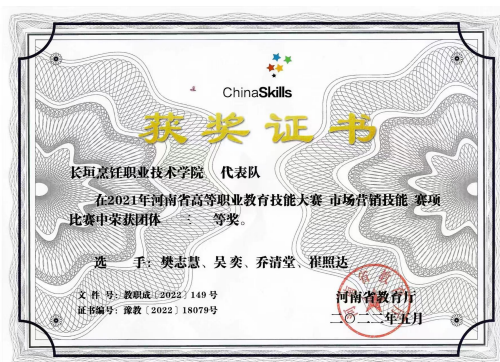 ChinaSkills
获奖证书
长垣烹饪职业技术学院 代表队
在2021年河南省高等职业教育技能大赛 市场营销技能 赛项
比赛中荣获团体 三 等奖。
选 手：樊志慧、吴奕、乔清堂、崔照达
文 件 号：教职成〔2022〕149号
证书编号：豫教〔2022〕18079号
河南省教育厅
二〇二二年五月